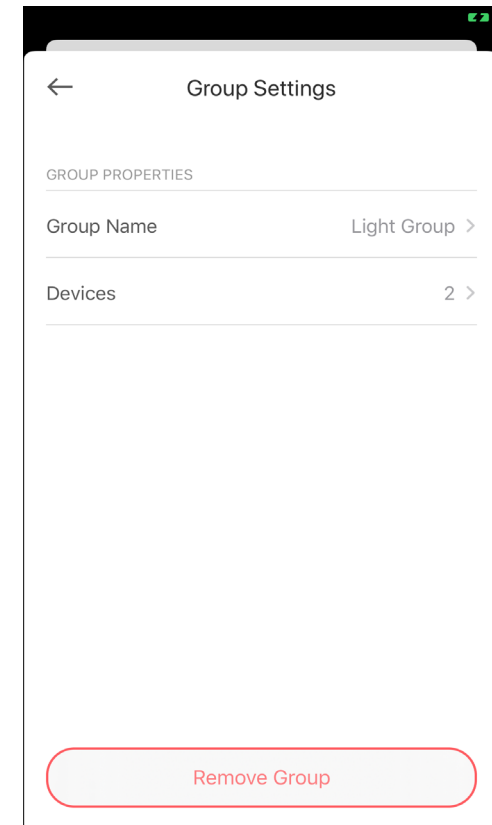 Group Settings
GROUP PROPERTIES
Group Name Light Group
Devices 2
Remove Group